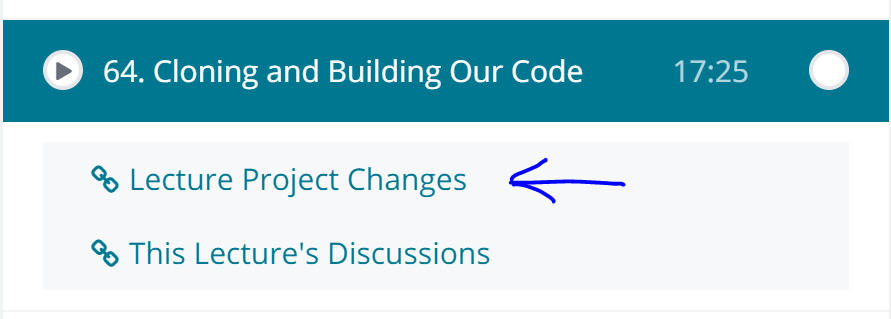 64. Cloning and Building Our Code 17:25
Lecture Project Changes
This Lecture's Discussions